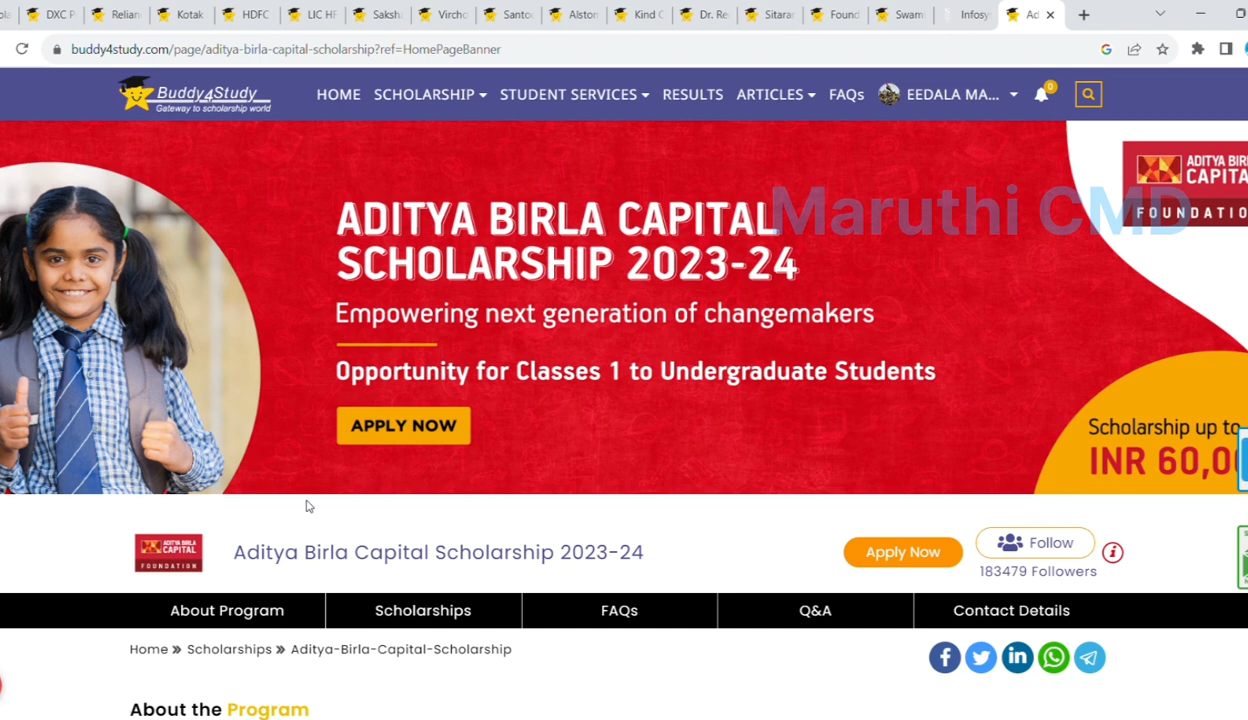 DXC P
Relian
Kotak
HDFC
LIC HF
Saksh
Vircho
Santoo
Alston
Kind C
Dr. Re
Sitarar
Found
Swam
Infosy
Ad
buddy4study.com/page/aditya-birla-capital-scholarship?ref=HomePageBanner
Buddy4Study
Gateway to scholarship world
HOME SCHOLARSHIP STUDENT SERVICES RESULTS ARTICLES FAQs EEDALA MA... 0
ADITYA BIRLA CAPITAL
SCHOLARSHIP 2023-24
Empowering next generation of changemakers
Opportunity for Classes 1 to Undergraduate Students
APPLY NOW
Maruthi CMD
ADITYA BIR
CAPITA
FOUNDATIO
Scholarship up to
INR 60,00
ADITYA BIRLA
CAPITAL
FOUNDATION
Aditya Birla Capital Scholarship 2023-24
Apply Now
Follow
183479 Followers
About Program Scholarships FAQs Q&A Contact Details
Home » Scholarships » Aditya-Birla-Capital-Scholarship
About the Program